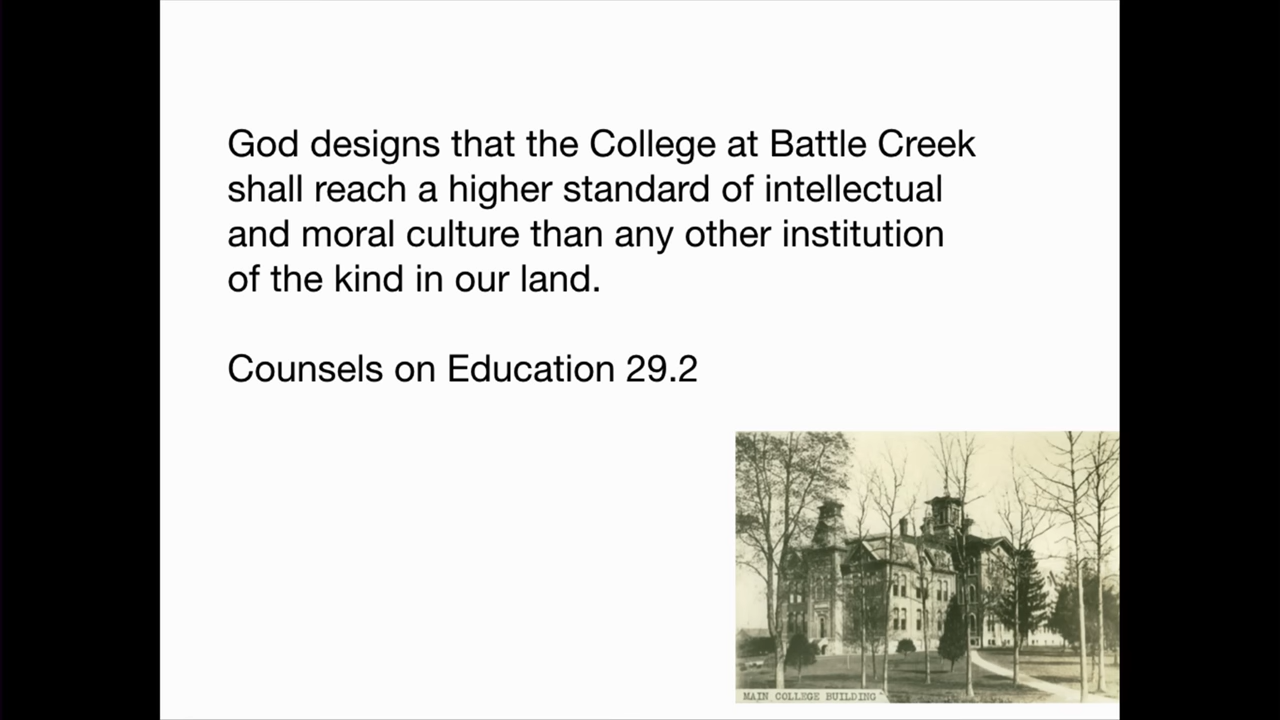 God designs that the College at Battle Creek
shall reach a higher standard of intellectual
and moral culture than any other institution
of the kind in our land.
Counsels on Education 29.2
MAIN COLLEGE BUILDING